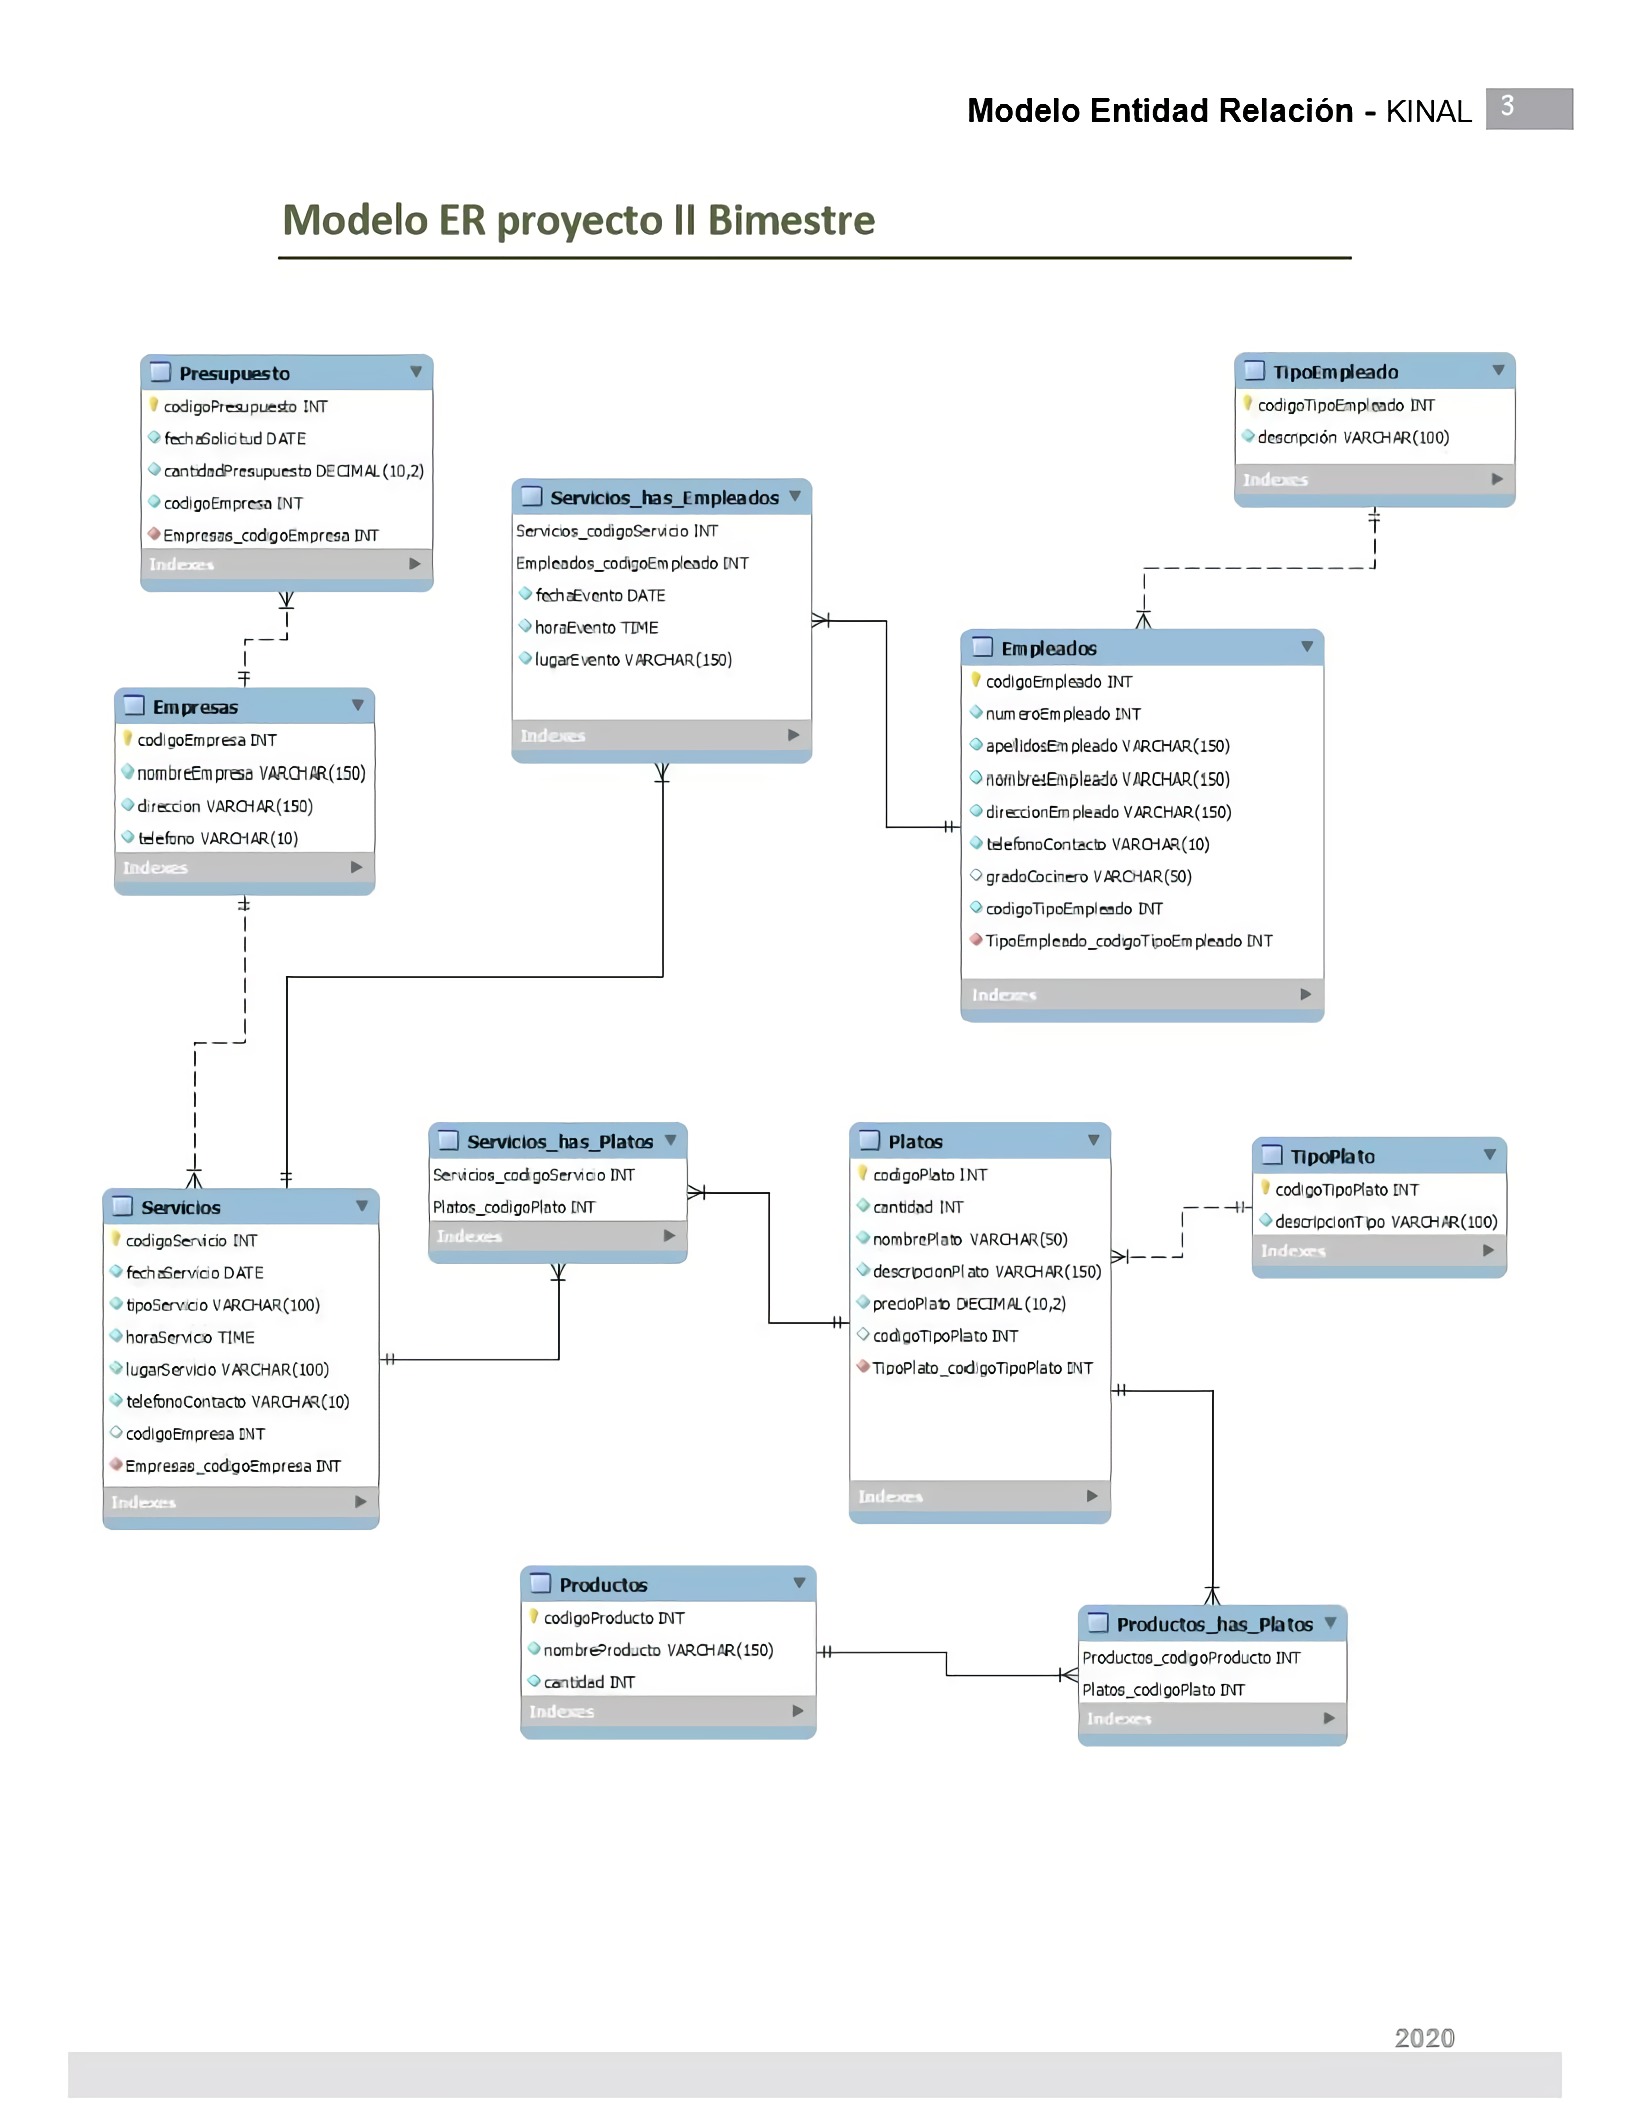 Modelo Entidad Relación - KINAL 3
Modelo ER proyecto II Bimestre
Presupuesto
codigoPresupuesto INT
fechaSolicitud DATE
cantidadPresupuesto DECIMAL(10,2)
codigoEmpresa INT
Empresas_codigoEmpresa INT
Indexes
TipoEmpleado
codigoTipoEmpleado INT
descripción VARCHAR(100)
Indexes
Servicios_has_Empleados
Servicios_codigoServicio INT
Empleados_codigoEmpleado INT
fechaEvento DATE
horaEvento TIME
lugarEvento VARCHAR(150)
Indexes
Empresas
codigoEmpresa INT
nombreEmpresa VARCHAR(150)
direccion VARCHAR(150)
telefono VARCHAR(10)
Indexes
Empleados
codigoEmpleado INT
numeroEmpleado INT
apellidosEmpleado VARCHAR(150)
nombresEmpleado VARCHAR(150)
direccionEmpleado VARCHAR(150)
telefonoContacto VARCHAR(10)
gradoCocinero VARCHAR(50)
codigoTipoEmpleado INT
TipoEmpleado_codigoTipoEmpleado INT
Indexes
Servicios_has_Platos
Servicios_codigoServicio INT
Platos_codigoPlato INT
Indexes
Platos
codigoPlato INT
cantidad INT
nombrePlato VARCHAR(50)
descripcionPlato VARCHAR(150)
precioPlato DECIMAL(10,2)
codigoTipoPlato INT
TipoPlato_codigoTipoPlato INT
Indexes
TipoPlato
codigoTipoPlato INT
descripcionTipo VARCHAR(100)
Indexes
Servicios
codigoServicio INT
fechaServicio DATE
tipoServicio VARCHAR(100)
horaServicio TIME
lugarServicio VARCHAR(100)
telefonoContacto VARCHAR(10)
codigoEmpresa INT
Empresas_codigoEmpresa INT
Indexes
Productos
codigoProducto INT
nombreProducto VARCHAR(150)
cantidad INT
Indexes
Productos_has_Platos
Productos_codigoProducto INT
Platos_codigoPlato INT
Indexes
2020